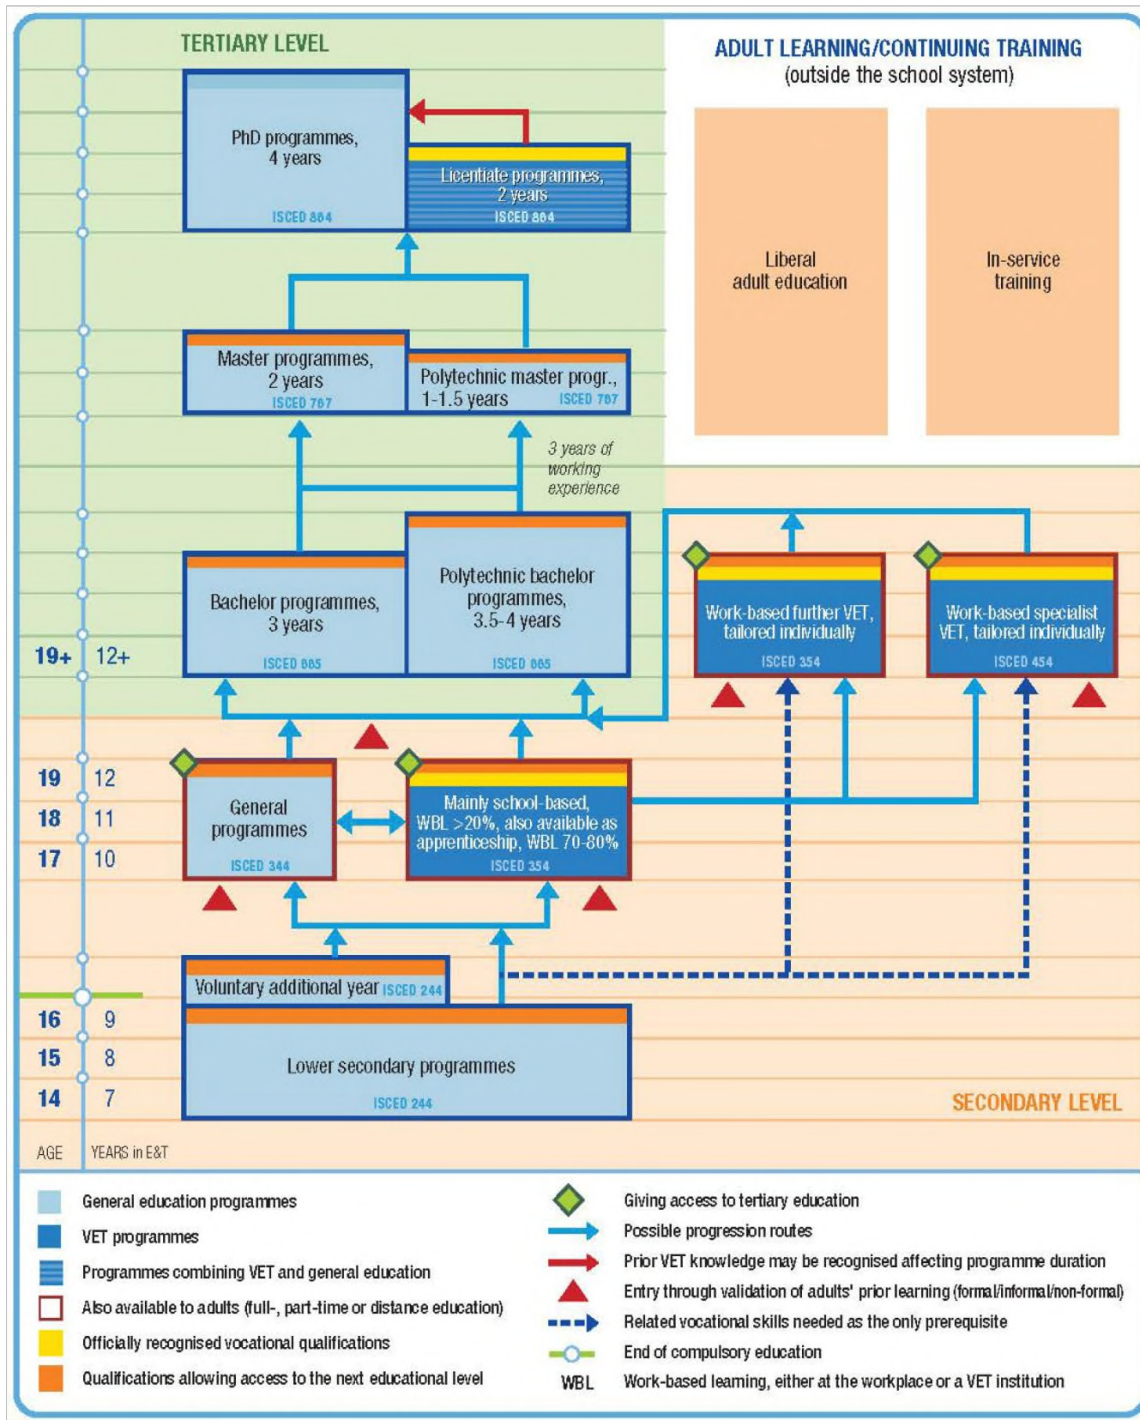 TERTIARY LEVEL
ADULT LEARNING/CONTINUING TRAINING
(outside the school system)
PhD programmes,
4 years
ISCED 864
Licentiate programmes,
2 years
ISCED 864
Liberal
adult education
In-service
training
Master programmes,
2 years
ISCED 767
Polytechnic master progr.,
1-1.5 years
ISCED 767
3 years of
working
experience
Bachelor programmes,
3 years
ISCED 665
Polytechnic bachelor
programmes,
3.5-4 years
ISCED 665
Work-based further VET,
tailored individually
ISCED 354
Work-based specialist
VET, tailored individually
ISCED 454
19+ 12+
19 12
18 11
17 10
General
programmes
ISCED 344
Mainly school-based,
WBL >20%, also available as
apprenticeship, WBL 70-80%
ISCED 354
Voluntary additional year ISCED 244
16 9
15 8
14 7
Lower secondary programmes
ISCED 244
SECONDARY LEVEL
AGE YEARS in E&T
General education programmes
VET programmes
Programmes combining VET and general education
Also available to adults (full-, part-time or distance education)
Officially recognised vocational qualifications
Qualifications allowing access to the next educational level
Giving access to tertiary education
Possible progression routes
Prior VET knowledge may be recognised affecting programme duration
Entry through validation of adults' prior learning (formal/informal/non-formal)
Related vocational skills needed as the only prerequisite
End of compulsory education
WBL Work-based learning, either at the workplace or a VET institution